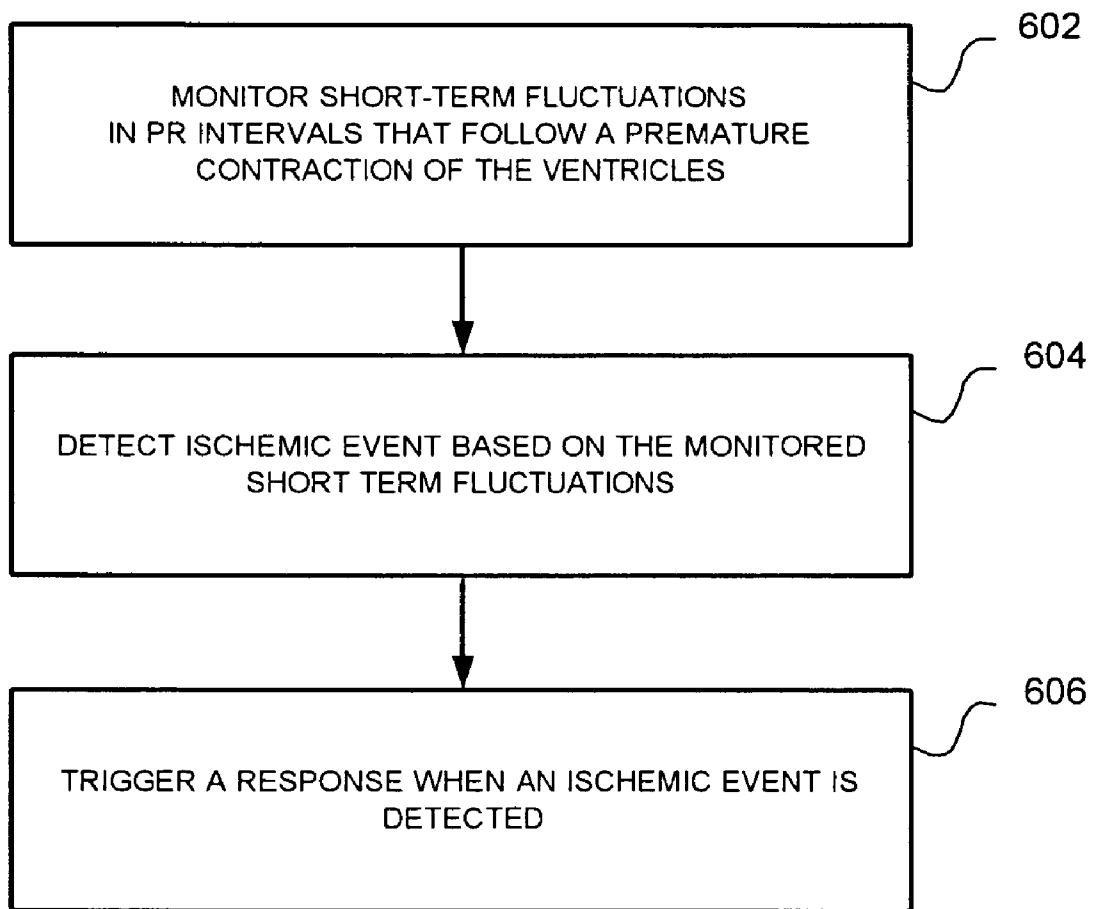 602
MONITOR SHORT-TERM FLUCTUATIONS
IN PR INTERVALS THAT FOLLOW A PREMATURE
CONTRACTION OF THE VENTRICLES
604
DETECT ISCHEMIC EVENT BASED ON THE MONITORED
SHORT TERM FLUCTUATIONS
606
TRIGGER A RESPONSE WHEN AN ISCHEMIC EVENT IS
DETECTED